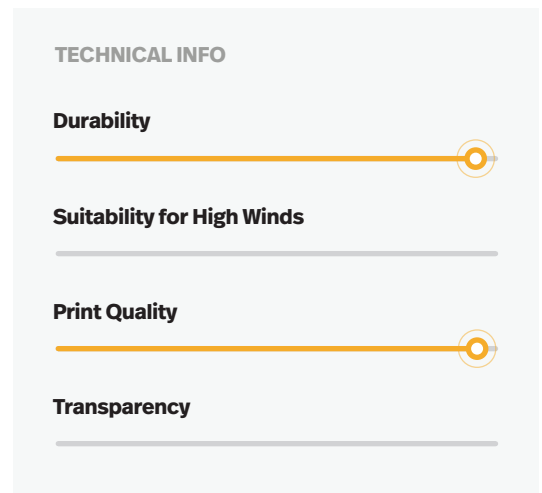 TECHNICAL INFO
Durability
Suitability for High Winds
Print Quality
Transparency